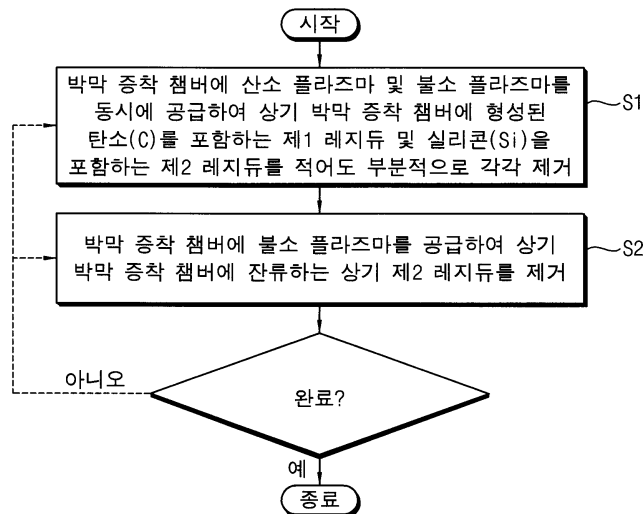 시작
박막 증착 챔버에 산소 플라즈마 및 불소 플라즈마를
동시에 공급하여 상기 박막 증착 챔버에 형성된
탄소(C)를 포함하는 제1 레지듀 및 실리콘(Si)을
포함하는 제2 레지듀를 적어도 부분적으로 각각 제거
S1
박막 증착 챔버에 불소 플라즈마를 공급하여 상기
박막 증착 챔버에 잔류하는 상기 제2 레지듀를 제거
S2
아니오
완료?
예
종료